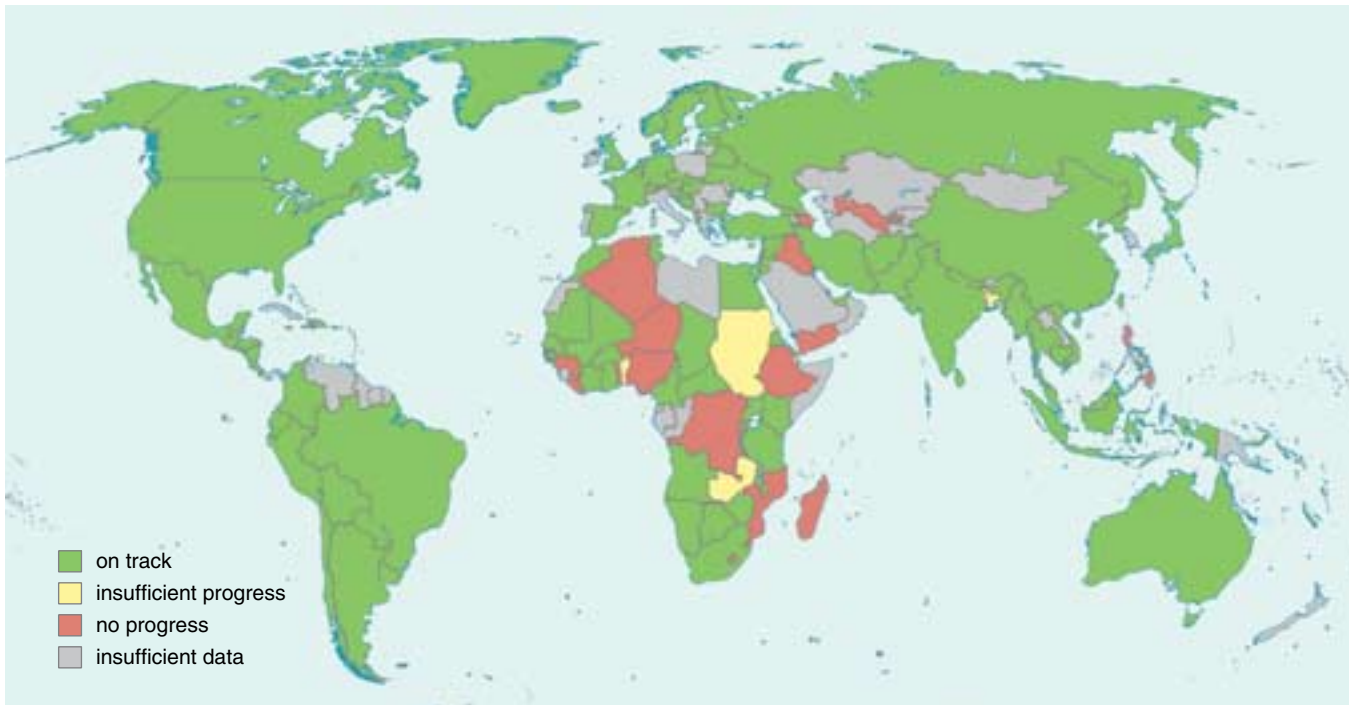 on track
insufficient progress
no progress
insufficient data